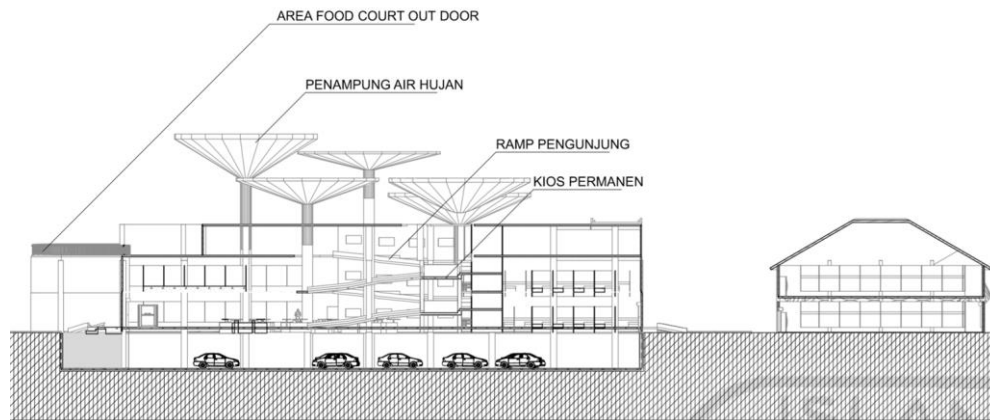 AREA FOOD COURT OUT DOOR
PENAMPUNG AIR HUJAN
RAMP PENGUNJUNG
KIOS PERMANEN